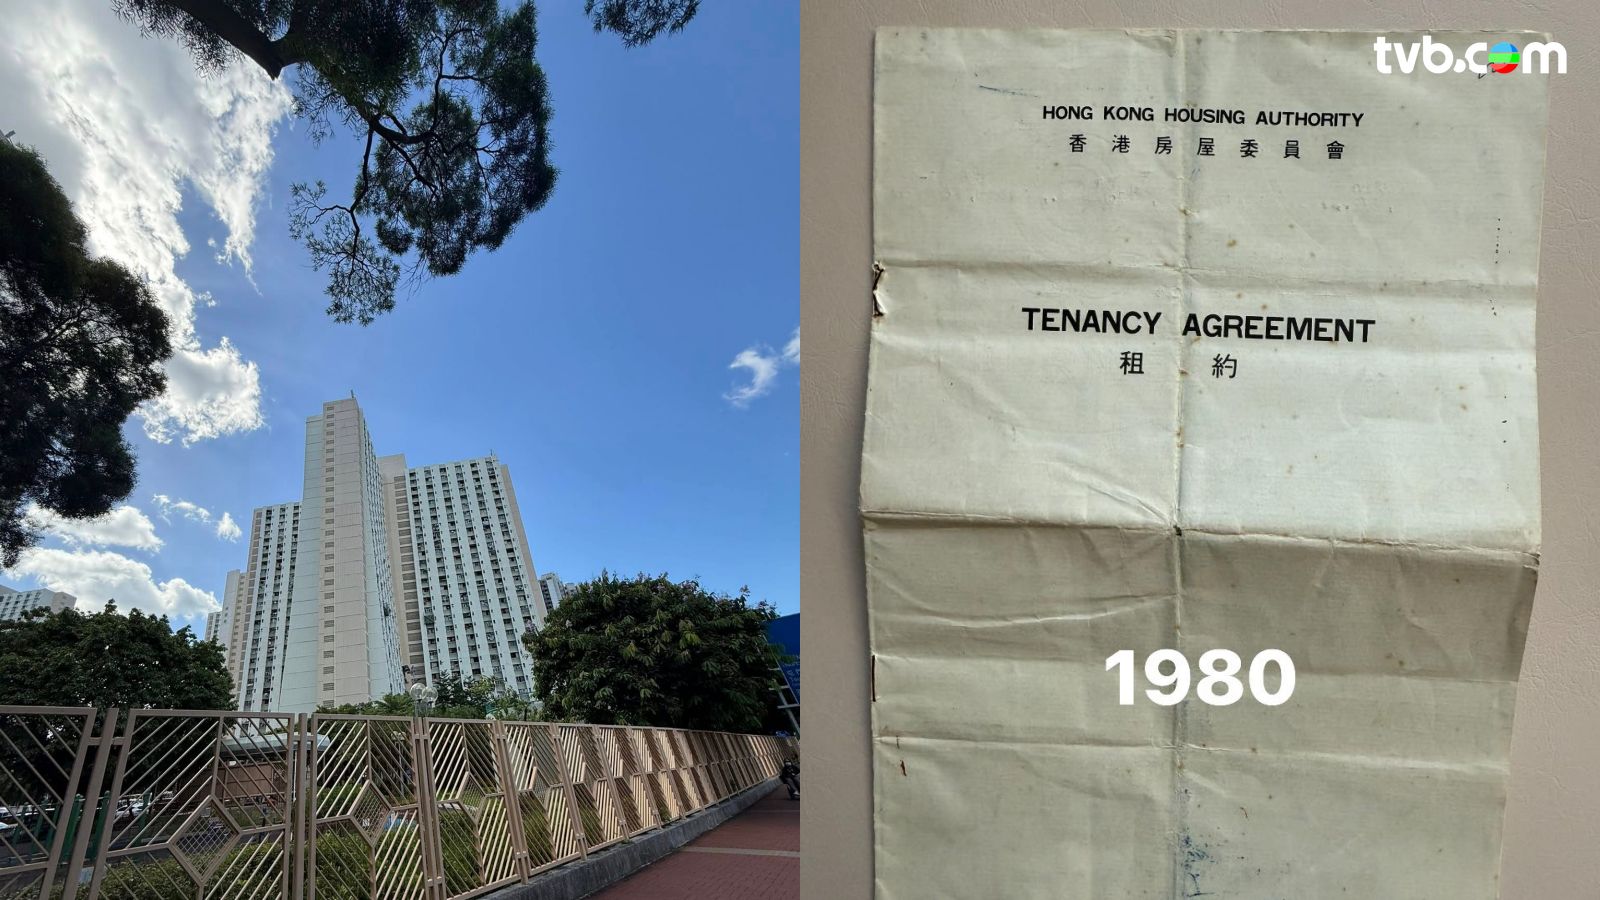 tvb.com
HONG KONG HOUSING AUTHORITY
香港房屋委員會
TENANCY AGREEMENT
租約
1980